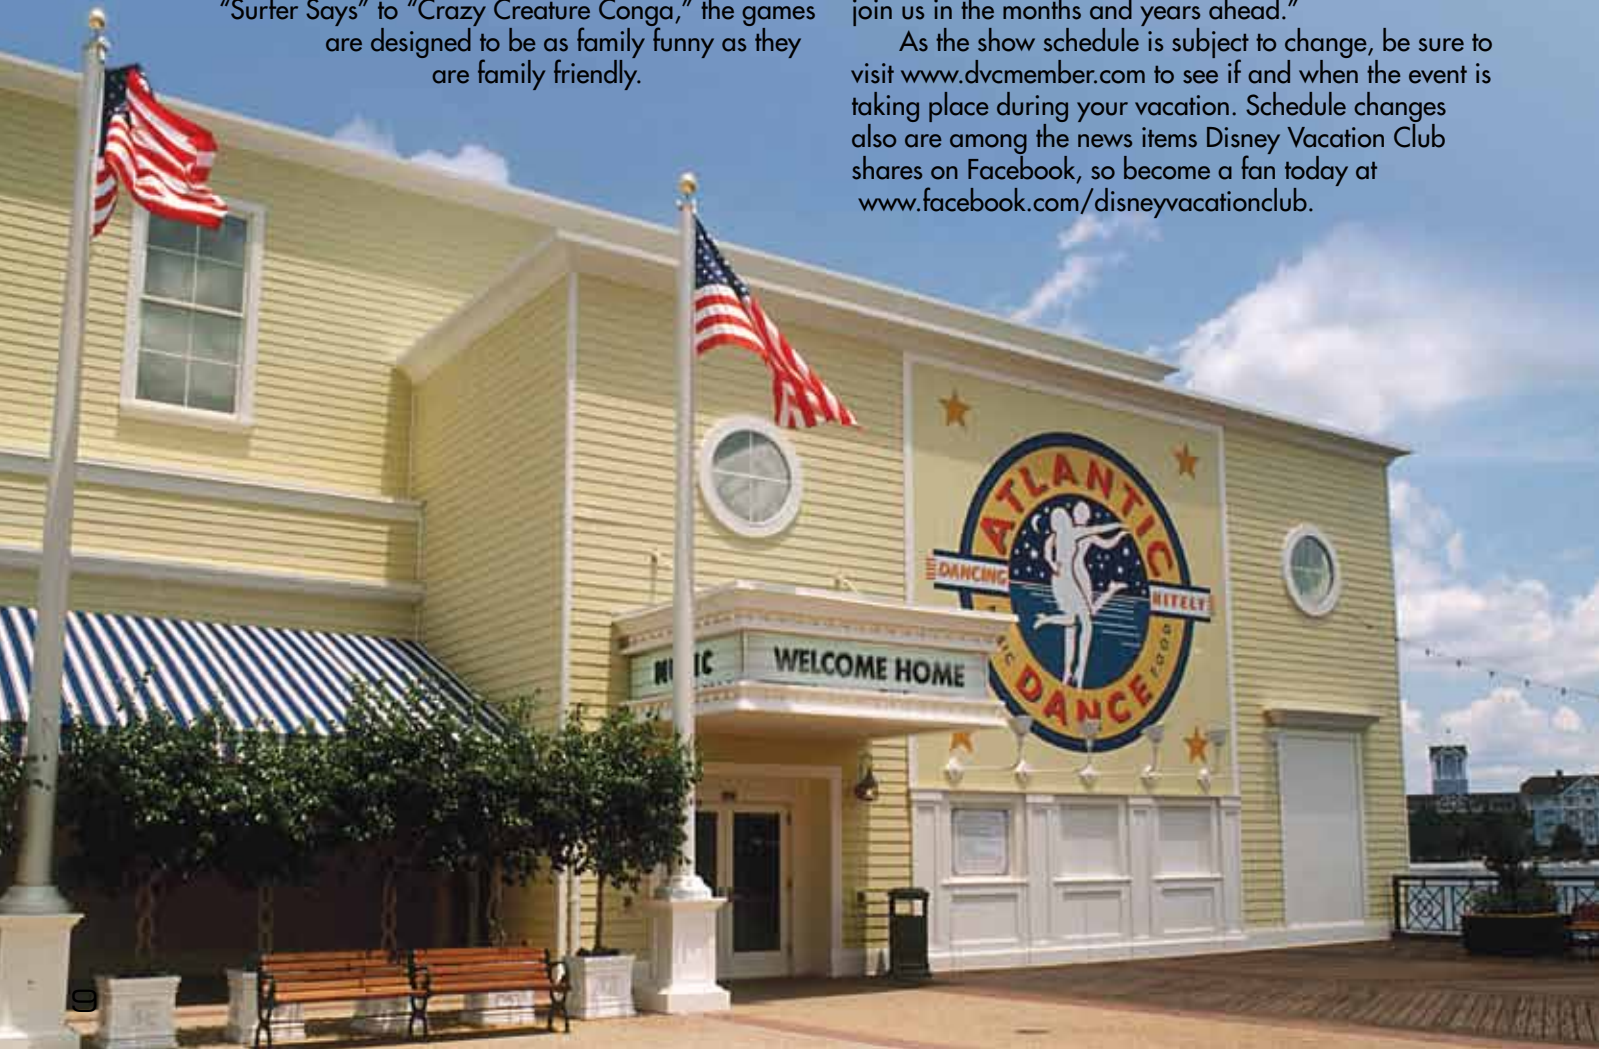 “Surfer Says” to “Crazy Creature Conga,” the games
are designed to be as family funny as they
are family friendly.
join us in the months and years ahead.”
As the show schedule is subject to change, be sure to
visit www.dvcmember.com to see if and when the event is
taking place during your vacation. Schedule changes
also are among the news items Disney Vacation Club
shares on Facebook, so become a fan today at
www.facebook.com/disneyvacationclub.
ATLANTIC
DANCING
NITELY
FOOD
DANCE
WELCOME HOME
9